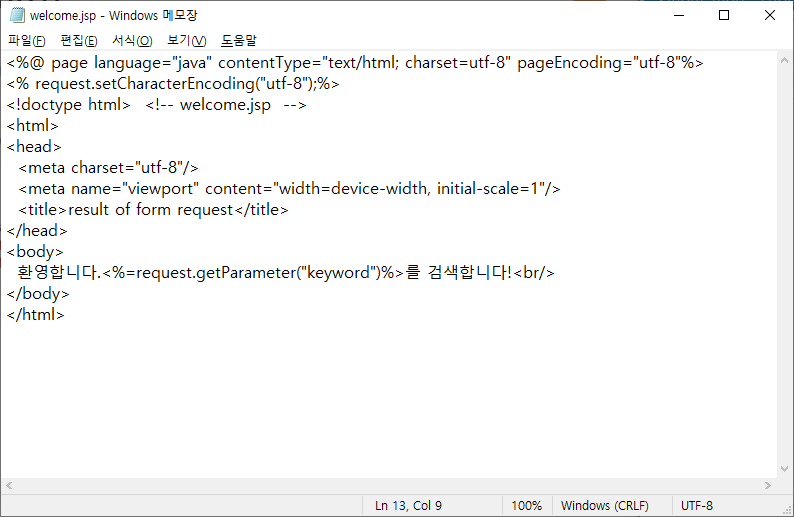 welcome.jsp - Windows 메모장
파일(F) 편집(E) 서식(O) 보기(V) 도움말
<%@ page language="java" contentType="text/html; charset=utf-8" pageEncoding="utf-8"%>
<% request.setCharacterEncoding("utf-8");%>
<!doctype html>  <!-- welcome.jsp  -->
<html>
<head>
  <meta charset="utf-8"/>
  <meta name="viewport" content="width=device-width, initial-scale=1"/>
  <title>result of form request</title>
</head>
<body>
  환영합니다.<%=request.getParameter("keyword")%>를 검색합니다!<br/>
</body>
</html>
Ln 13, Col 9 100% Windows (CRLF) UTF-8